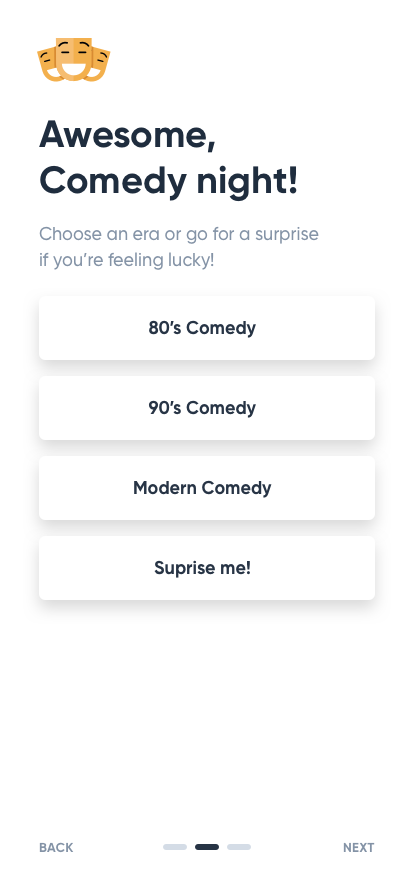 Awesome,
Comedy night!
Choose an era or go for a surprise
if you’re feeling lucky!
80’s Comedy
90’s Comedy
Modern Comedy
Suprise me!
BACK
NEXT